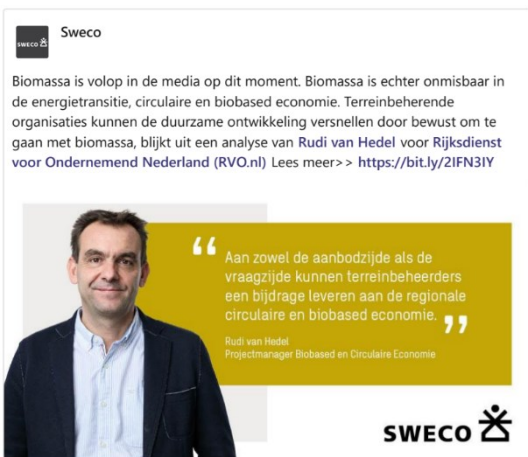 SWECO
Sweco
Biomassa is volop in de media op dit moment. Biomassa is echter onmisbaar in
de energietransitie, circulaire en biobased economie. Terreinbeherende
organisaties kunnen de duurzame ontwikkeling versnellen door bewust om te
gaan met biomassa, blijkt uit een analyse van Rudi van Hedel voor Rijksdienst
voor Ondernemend Nederland (RVO.nl) Lees meer>> https://bit.ly/2IFN3IY
“ Aan zowel de aanbodzijde als de
vraagzijde kunnen terreinbeheerders
een bijdrage leveren aan de regionale
circulaire en biobased economie. ”
Rudi van Hedel
Projectmanager Biobased en Circulaire Economie
SWECO